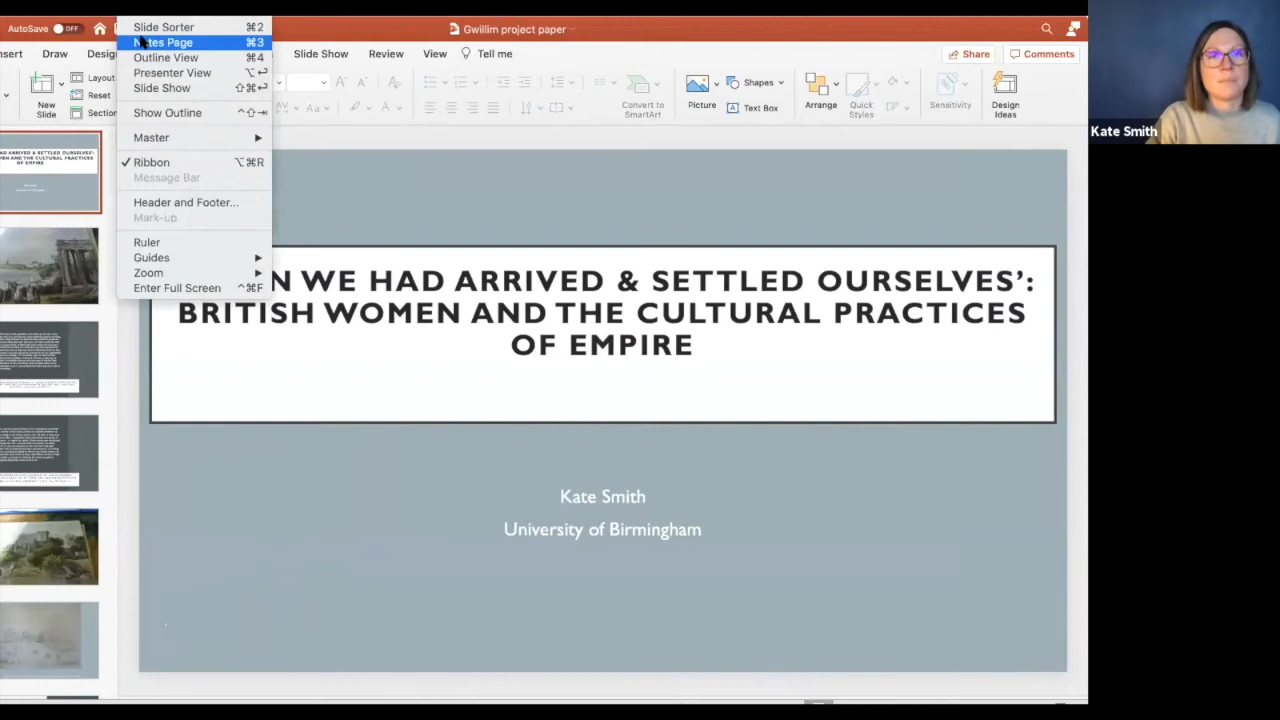 AutoSave OFF
Gwillim project paper
Slide Sorter ⌘2
Notes Page ⌘3
Outline View ⌘4
Presenter View ⌥↩
Slide Show ⇧⌘↩
Show Outline ^⇧⇥
Master ▶
✓ Ribbon ⌥⌘R
Message Bar
Header and Footer...
Mark-up
Ruler
Guides ▶
Zoom ▶
Enter Full Screen ^⌘F
Draw
Slide Show
Review
View
Tell me
Share
Comments
New
Slide
Layout
Reset
Convert to
SmartArt
Picture
Shapes
Text Box
Arrange
Quick
Styles
Sensitivity
Design
Ideas
WE HAD ARRIVED & SETTLED OURSELVES’:
BRITISH WOMEN AND THE CULTURAL PRACTICES
OF EMPIRE
Kate Smith
University of Birmingham
Kate Smith